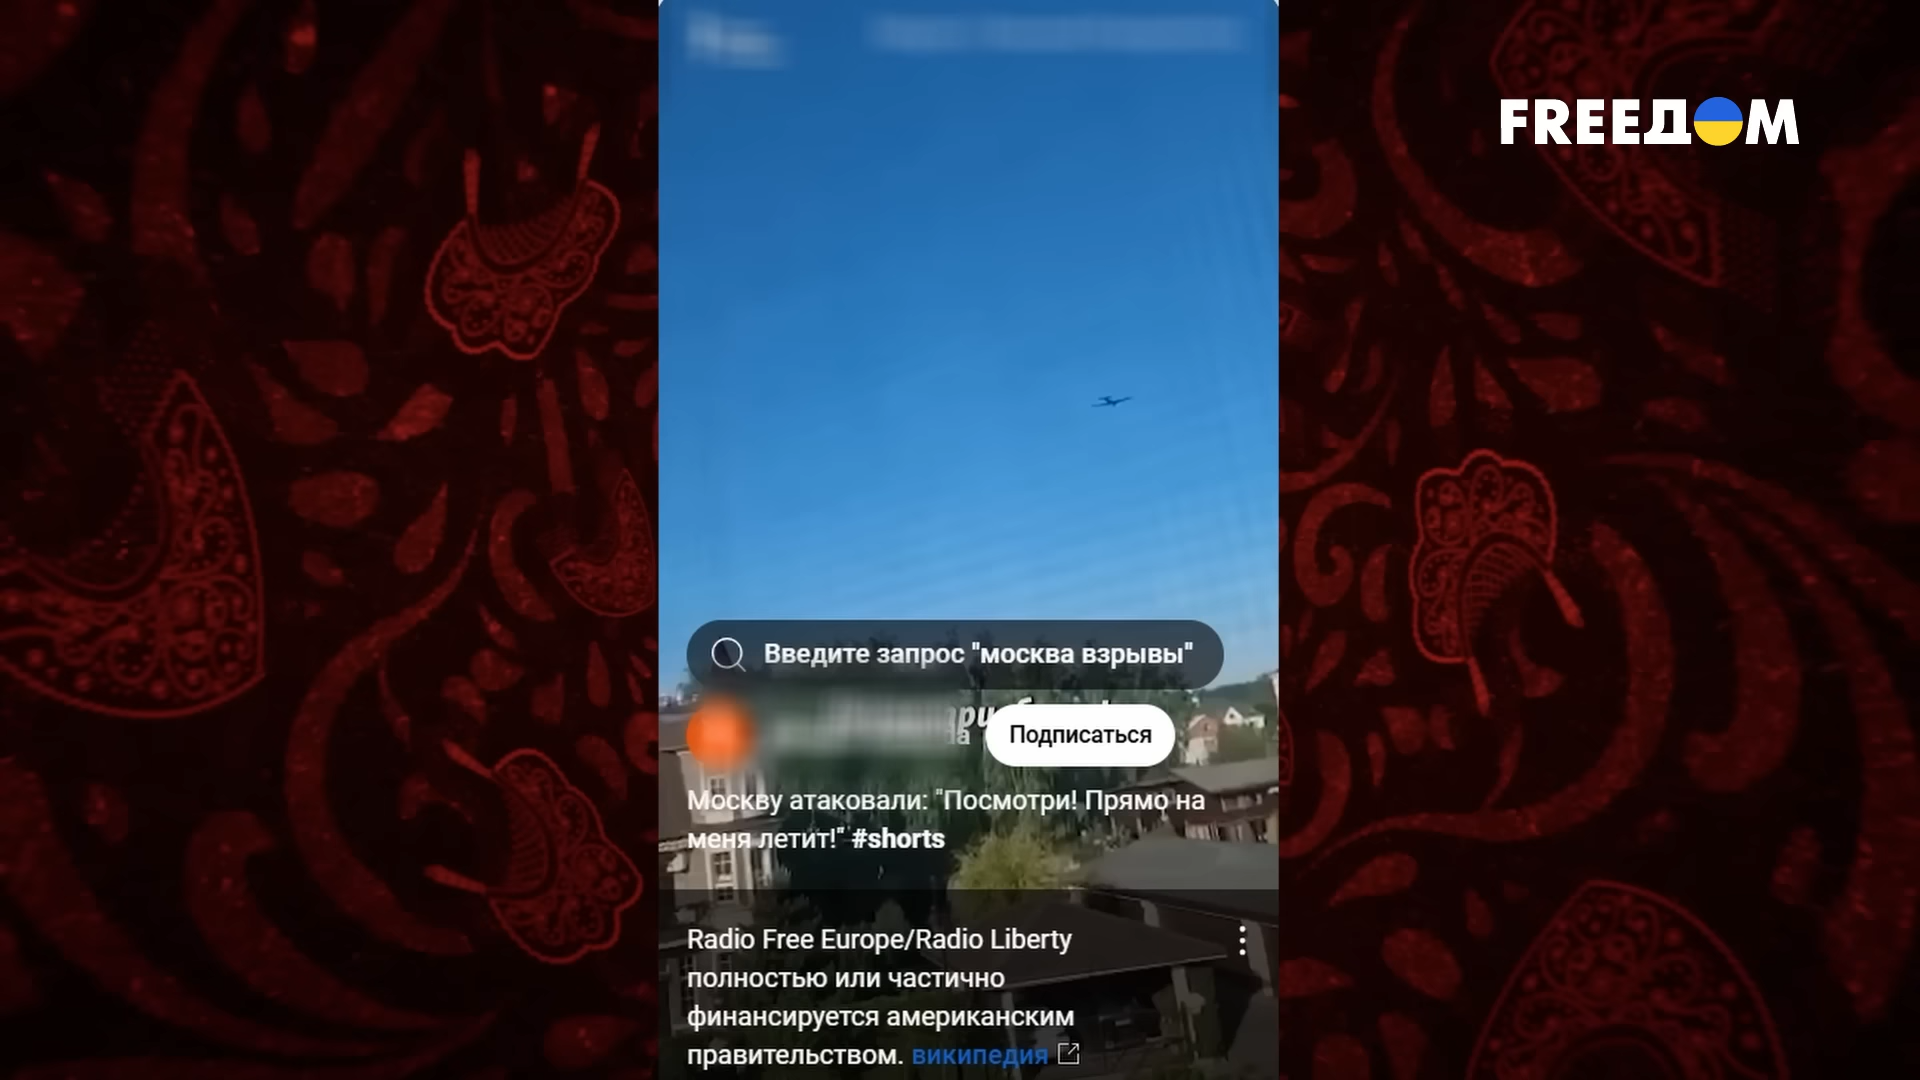 FREEДOM
Введите запрос "москва взрывы"
Подписаться
Москву атаковали: "Посмотри! Прямо на
меня летит!" #shorts
Radio Free Europe/Radio Liberty
полностью или частично
финансируется американским
правительством. википедия